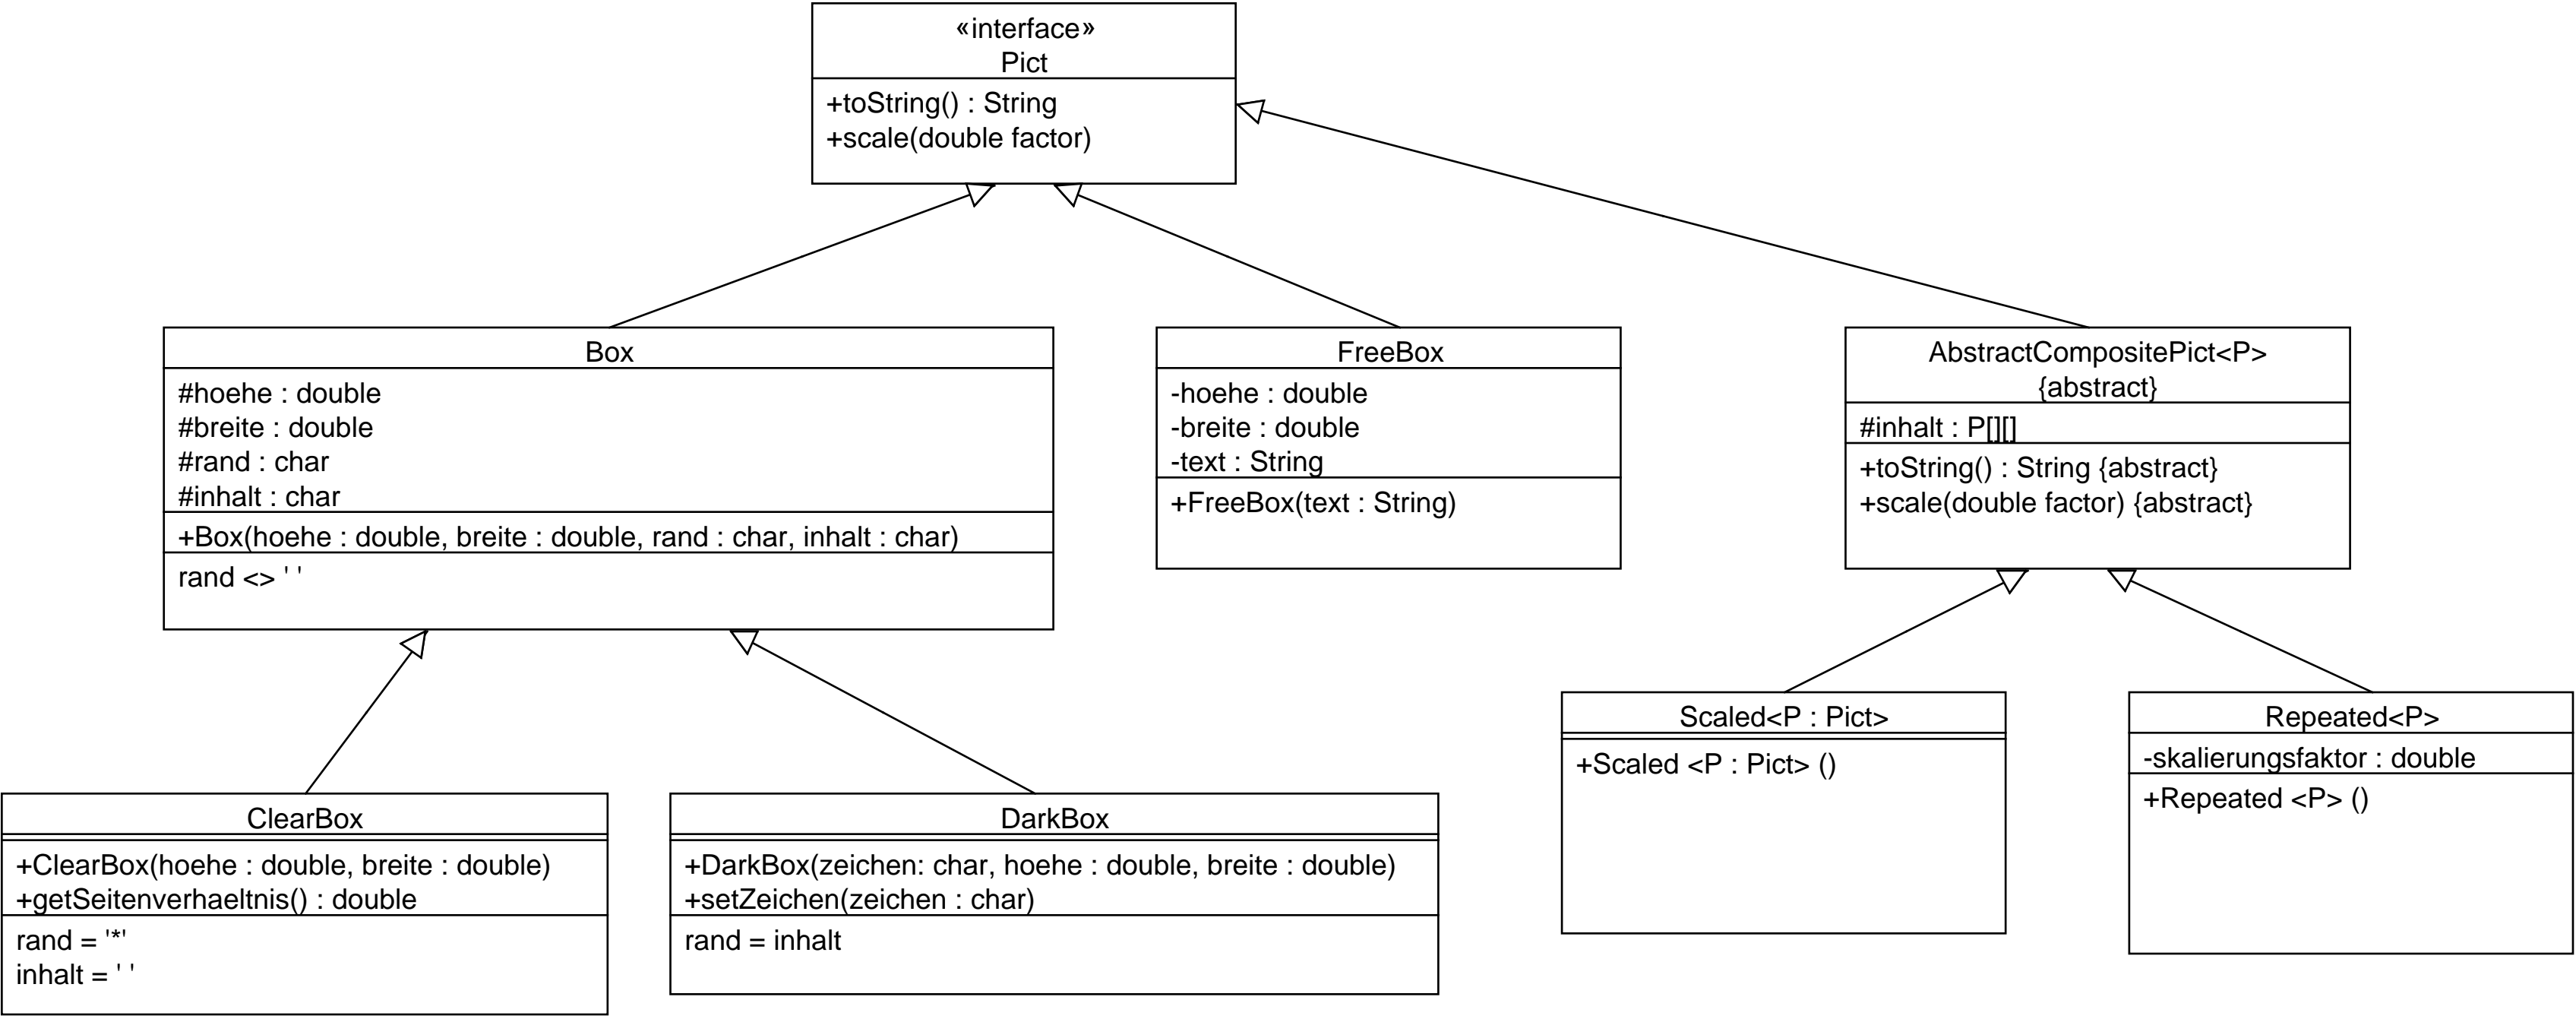 «interface»
Pict
+toString() : String
+scale(double factor)
Box
#hoehe : double
#breite : double
#rand : char
#inhalt : char
+Box(hoehe : double, breite : double, rand : char, inhalt : char)
rand <> ' '
FreeBox
-hoehe : double
-breite : double
-text : String
+FreeBox(text : String)
AbstractCompositePict<P>
{abstract}
#inhalt : P[][]
+toString() : String {abstract}
+scale(double factor) {abstract}
ClearBox
+ClearBox(hoehe : double, breite : double)
+getSeitenverhaeltnis() : double
rand = '*'
inhalt = ' '
DarkBox
+DarkBox(zeichen: char, hoehe : double, breite : double)
+setZeichen(zeichen : char)
rand = inhalt
Scaled<P : Pict>
+Scaled <P : Pict> ()
Repeated<P>
-skalierungsfaktor : double
+Repeated <P> ()